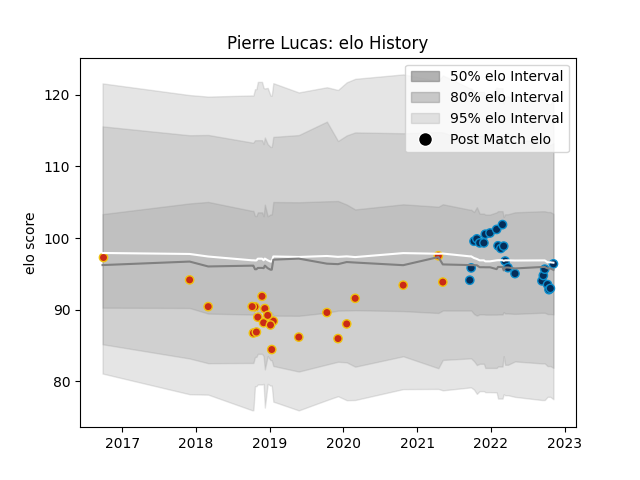 Pierre Lucas: elo History
50% elo Interval
80% elo Interval
95% elo Interval
Post Match elo
elo score
120
110
100
90
80
2017 2018 2019 2020 2021 2022 2023